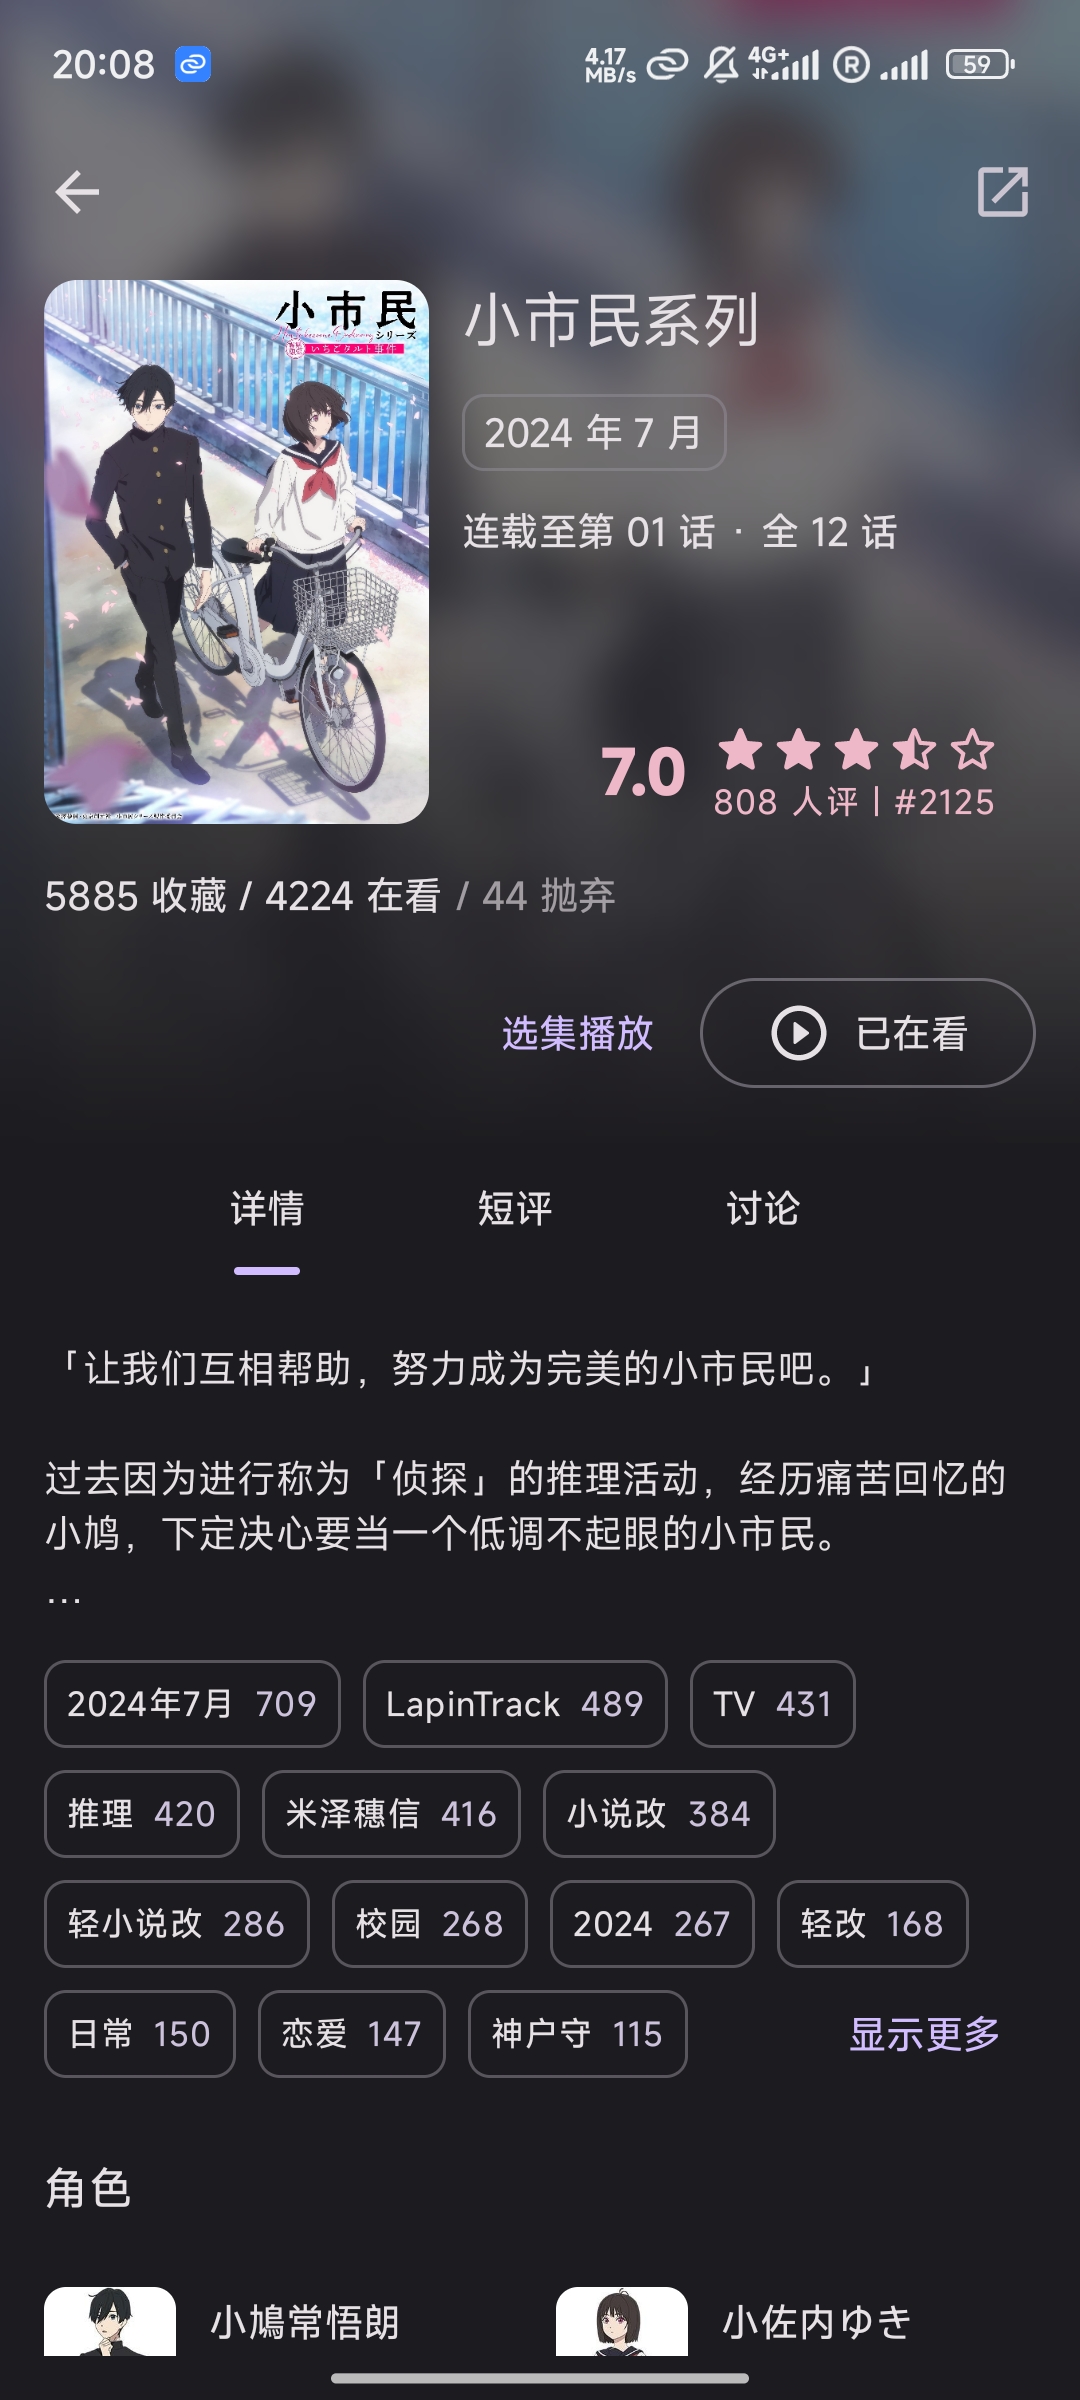 20:08
4.17 MB/s 4G+ R 59
小市民
シリーズ
いちごタルト事件
小市民系列
2024 年 7 月
连载至第 01 话 · 全 12 话
7.0
808 人评 | #2125
5885 收藏 / 4224 在看 / 44 抛弃
选集播放 已在看
详情 短评 讨论
「让我们互相帮助，努力成为完美的小市民吧。」
过去因为进行称为「侦探」的推理活动，经历痛苦回忆的
小鸠，下定决心要当一个低调不起眼的小市民。
...
2024年7月 709 LapinTrack 489 TV 431
推理 420 米泽穗信 416 小说改 384
轻小说改 286 校园 268 2024 267 轻改 168
日常 150 恋爱 147 神户守 115 显示更多
角色
小鳩常悟朗 小佐内ゆき